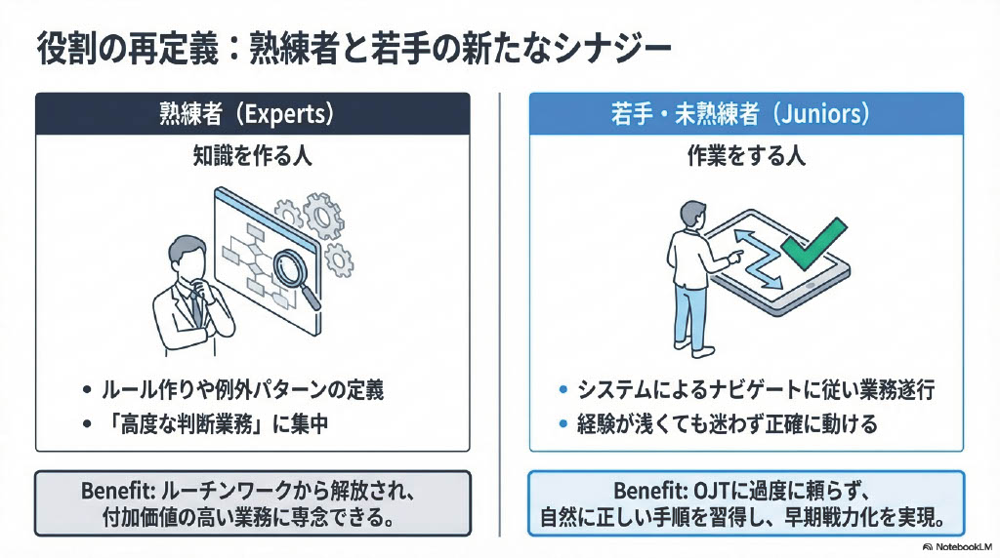 役割の再定義：熟練者と若手の新たなシナジー
熟練者（Experts）
知識を作る人
• ルール作りや例外パターンの定義
• 「高度な判断業務」に集中
Benefit: ルーチンワークから解放され、
付加価値の高い業務に専念できる。
若手・未熟練者（Juniors）
作業をする人
• システムによるナビゲートに従い業務遂行
• 経験が浅くても迷わず正確に動ける
Benefit: OJTに過度に頼らず、
自然に正しい手順を習得し、早期戦力化を実現。
NotebookLM